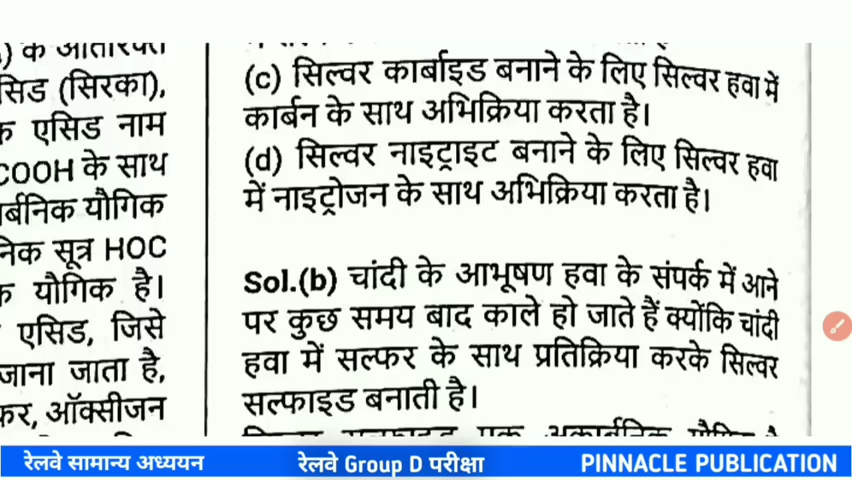 सिड (सिरका),
एसिड नाम
COOH के साथ
र्बनिक यौगिक
निक सूत्र HOC
यौगिक है।
एसिड, जिसे
जाना जाता है,
कर, ऑक्सीजन
(c) सिल्वर कार्बाइड बनाने के लिए सिल्वर हवा में
कार्बन के साथ अभिक्रिया करता है।
(d) सिल्वर नाइट्राइट बनाने के लिए सिल्वर हवा
में नाइट्रोजन के साथ अभिक्रिया करता है।
Sol.(b) चांदी के आभूषण हवा के संपर्क में आने
पर कुछ समय बाद काले हो जाते हैं क्योंकि चांदी
हवा में सल्फर के साथ प्रतिक्रिया करके सिल्वर
सल्फाइड बनाती है।
रेलवे सामान्य अध्ययन
रेलवे Group D परीक्षा
PINNACLE PUBLICATION